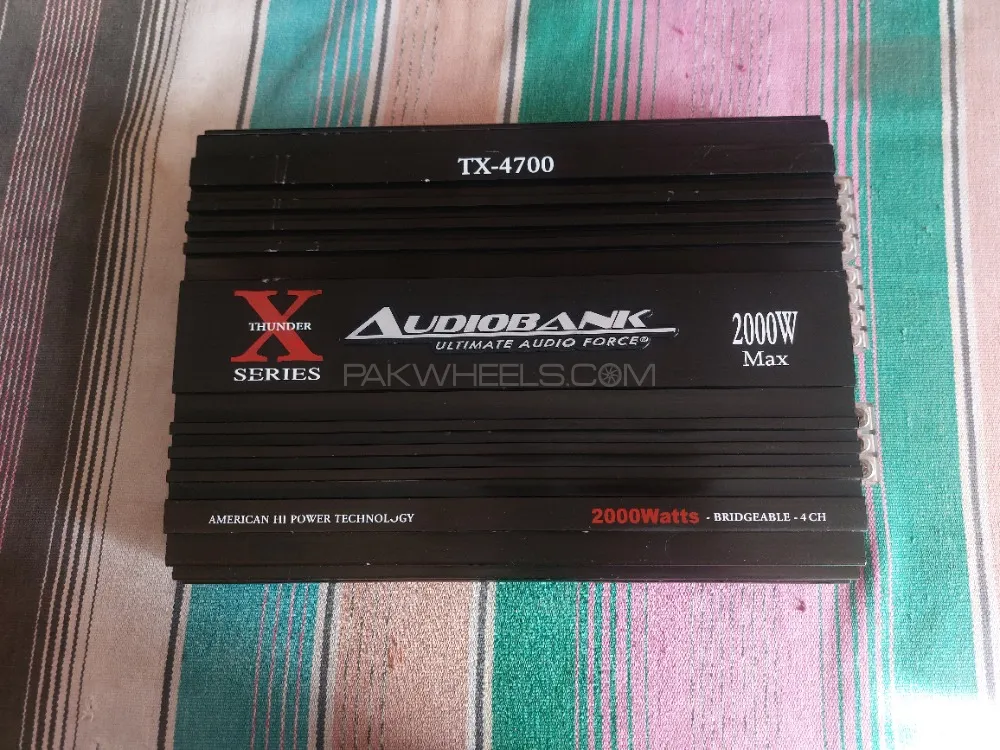 TX-4700
X
THUNDER
SERIES
AUDIOBANK
ULTIMATE AUDIO FORCE®
2000W
Max
PAKWHEELS.COM
AMERICAN HI POWER TECHNOLOGY
2000Watts - BRIDGEABLE - 4 CH